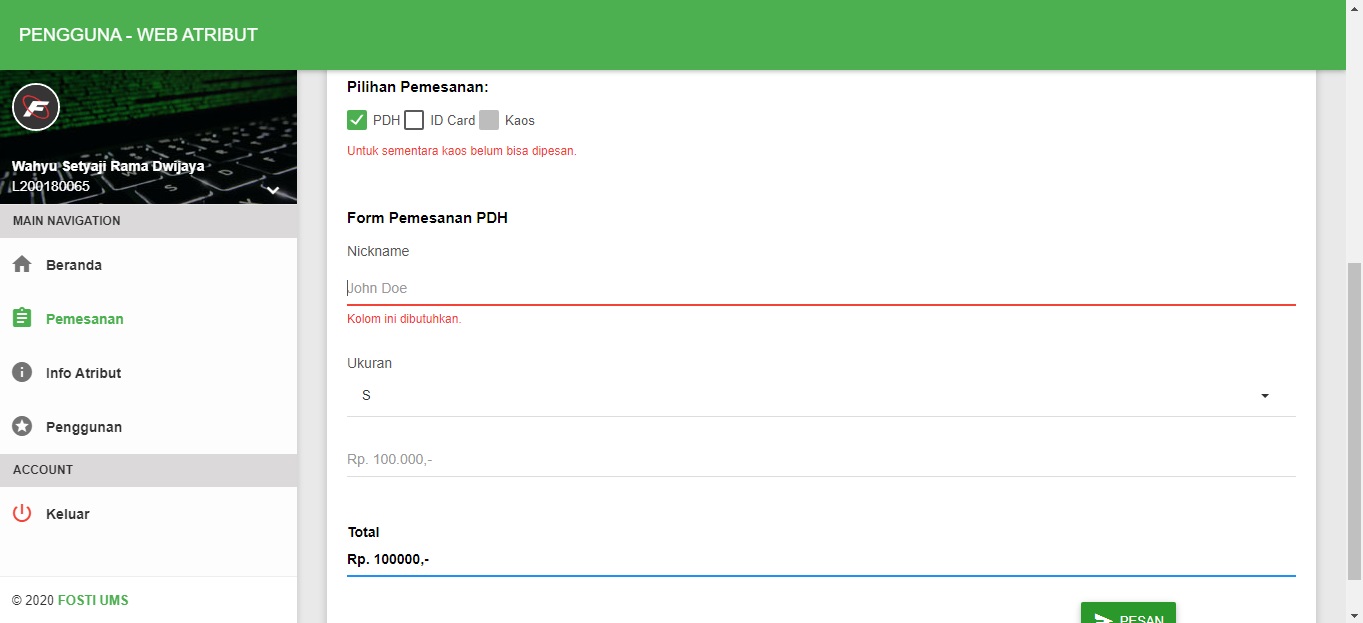 PENGGUNA - WEB ATRIBUT
Wahyu Setyaji Rama Dwijaya
L200180065
MAIN NAVIGATION
Beranda
Pemesanan
Info Atribut
Penggunan
ACCOUNT
Keluar
© 2020 FOSTI UMS
Pilihan Pemesanan:
PDH ID Card Kaos
Untuk sementara kaos belum bisa dipesan.
Form Pemesanan PDH
Nickname
John Doe
Kolom ini dibutuhkan.
Ukuran
S
Rp. 100.000,-
Total
Rp. 100000,-
PESAN